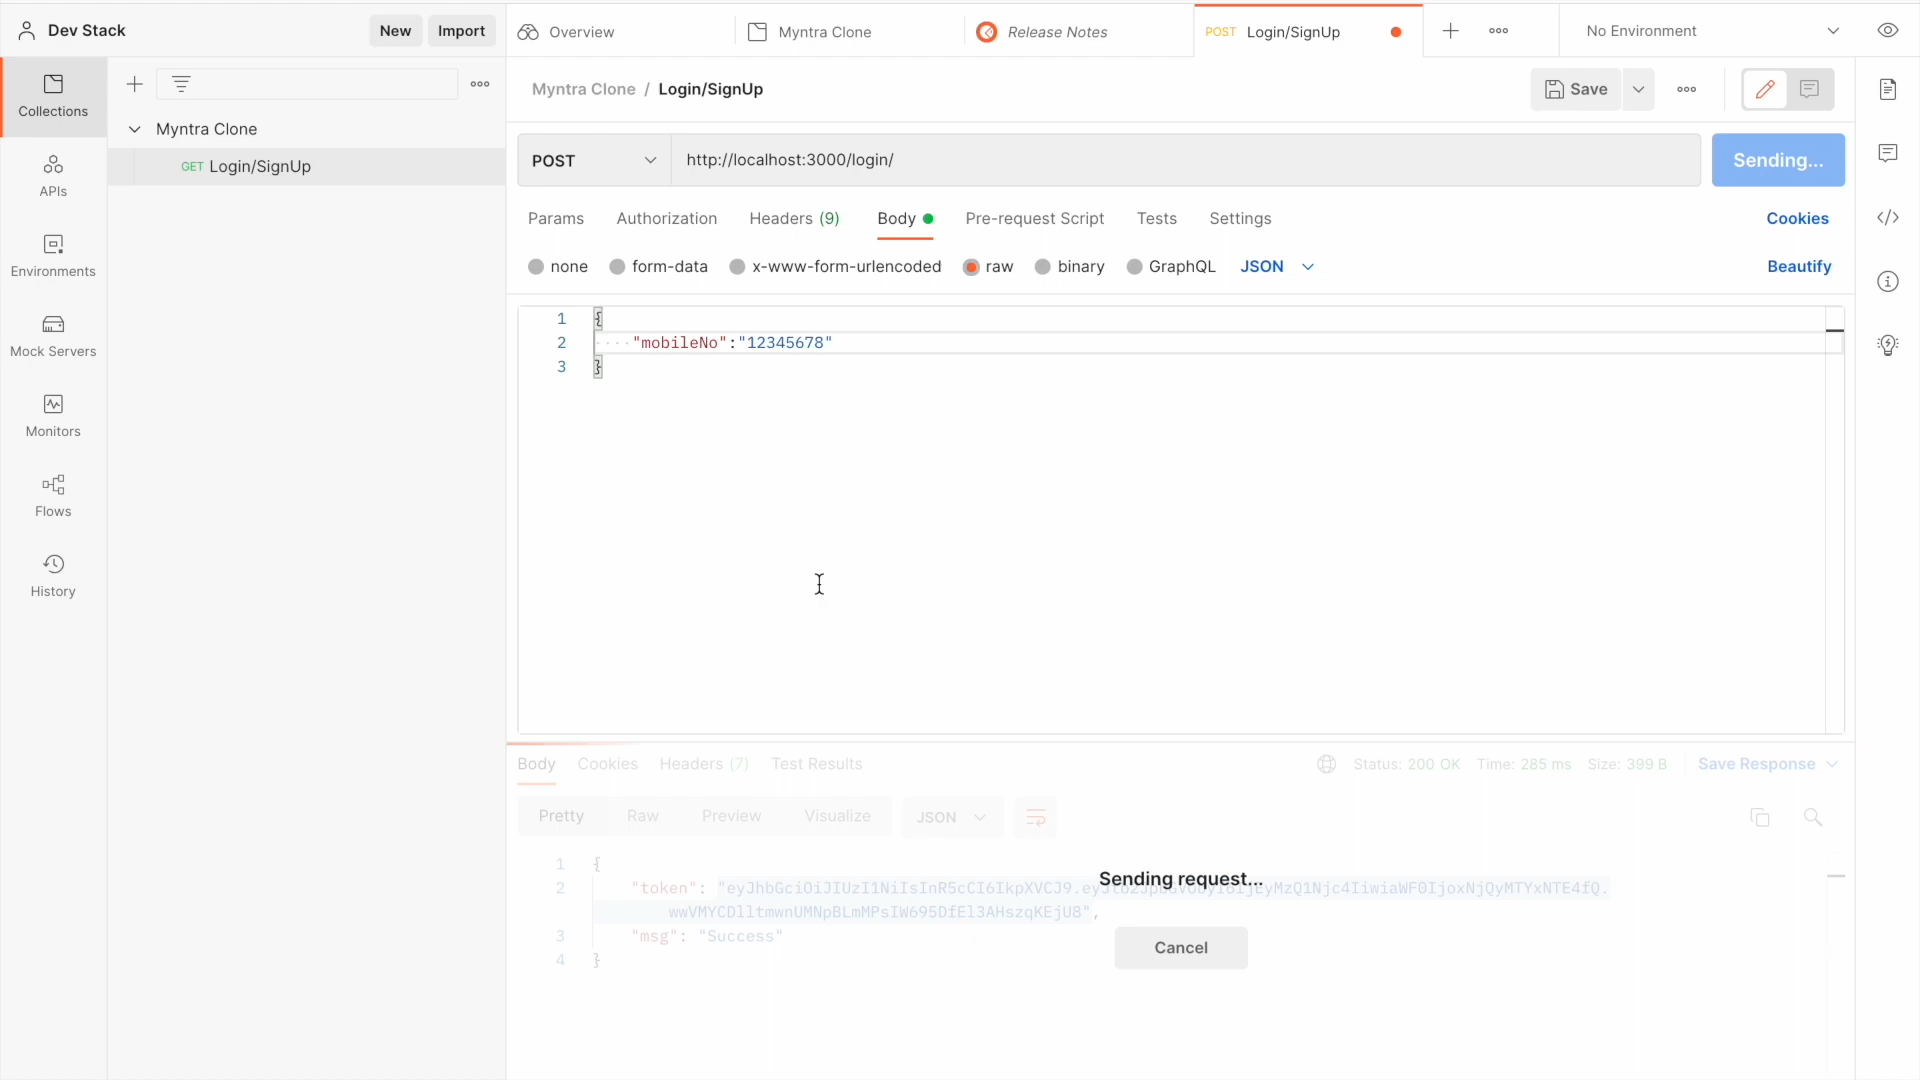 Dev Stack
New
Import
Overview
Myntra Clone
Release Notes
POST Login/SignUp
No Environment
Collections
Myntra Clone
GET Login/SignUp
APIs
Environments
Mock Servers
Monitors
Flows
History
Myntra Clone / Login/SignUp
Save
POST
http://localhost:3000/login/
Sending...
Params
Authorization
Headers (9)
Body
Pre-request Script
Tests
Settings
Cookies
none
form-data
x-www-form-urlencoded
raw
binary
GraphQL
JSON
Beautify
1 {
2 "mobileNo":"12345678"
3 }
Body
Cookies
Headers (7)
Test Results
Status: 200 OK
Time: 285 ms
Size: 399 B
Save Response
Pretty
Raw
Preview
Visualize
JSON
Sending request...
1 {
2 "token":
3 "msg": "Success"
4 }
Cancel